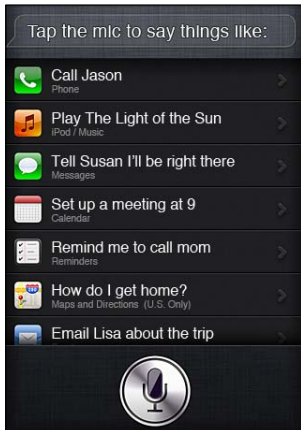 Tap the mic to say things like:
Call Jason
Phone
Play The Light of the Sun
iPod / Music
Tell Susan I'll be right there
Messages
Set up a meeting at 9
Calendar
Remind me to call mom
Reminders
How do I get home?
Maps and Directions (U.S. Only)
Email Lisa about the trip